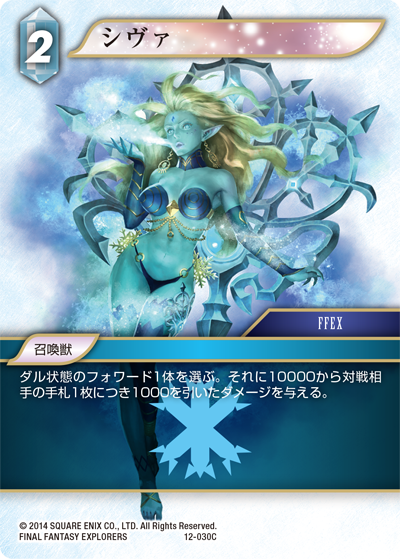 2
シヴァ
FFEX
召喚獣
ダル状態のフォワード1体を選ぶ。それに10000から対戦相
手の手札1枚につき1000を引いたダメージを与える。
© 2014 SQUARE ENIX CO., LTD. All Rights Reserved.
FINAL FANTASY EXPLORERS 12-030C